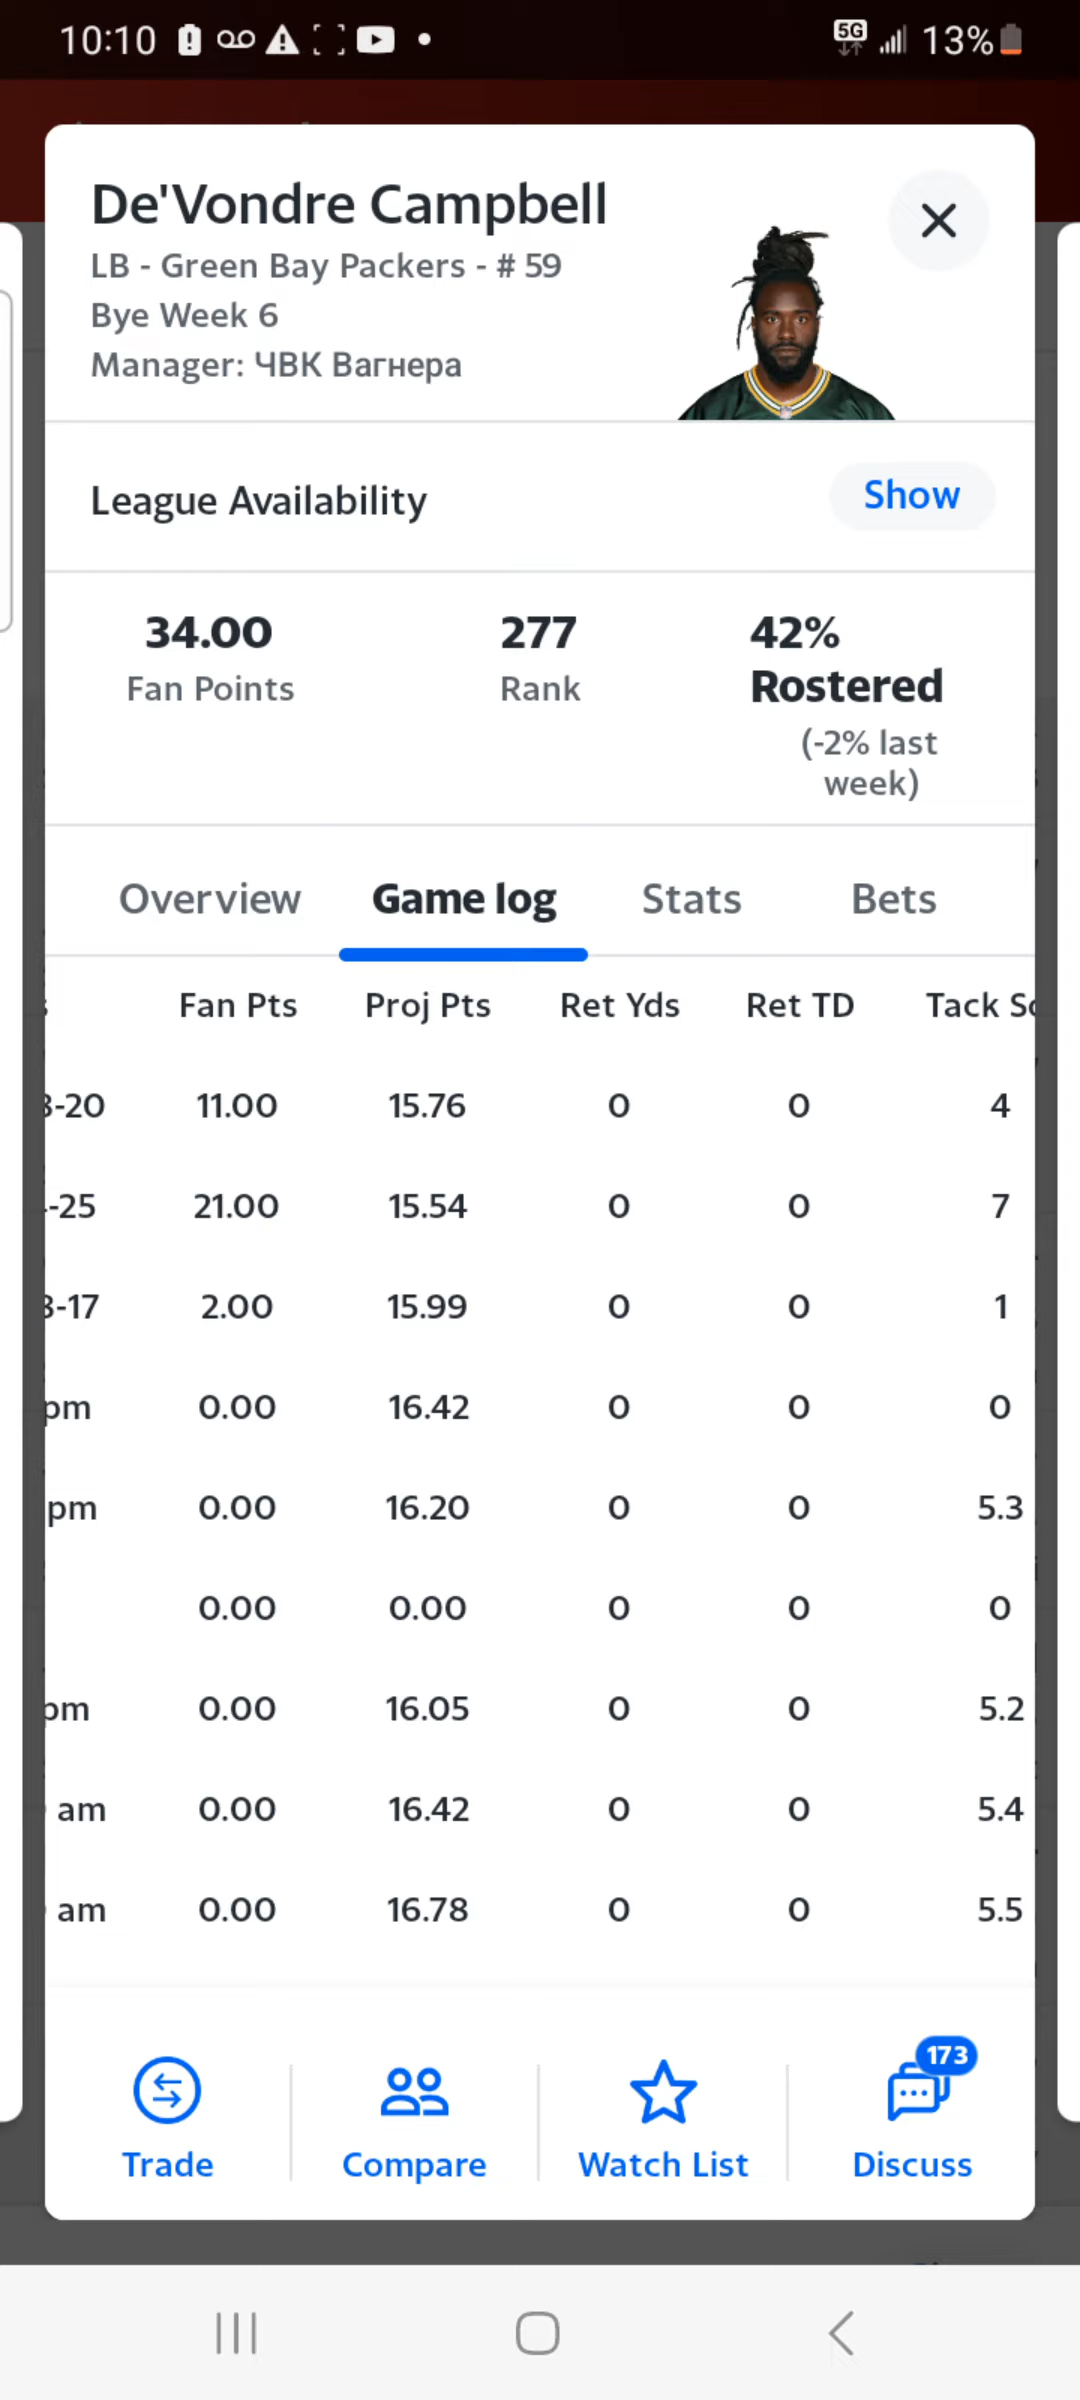 10:10
5G 13%
De'Vondre Campbell
LB - Green Bay Packers - # 59
Bye Week 6
Manager: ЧВК Вагнера
League Availability
Show
34.00 277 42%
Fan Points Rank Rostered
(-2% last
week)
Overview Game log Stats Bets
Fan Pts Proj Pts Ret Yds Ret TD Tack
-20 11.00 15.76 0 0 4
-25 21.00 15.54 0 0 7
-17 2.00 15.99 0 0 1
pm 0.00 16.42 0 0 0
pm 0.00 16.20 0 0 5.3
0.00 0.00 0 0 0
pm 0.00 16.05 0 0 5.2
am 0.00 16.42 0 0 5.4
am 0.00 16.78 0 0 5.5
173
Trade Compare Watch List Discuss